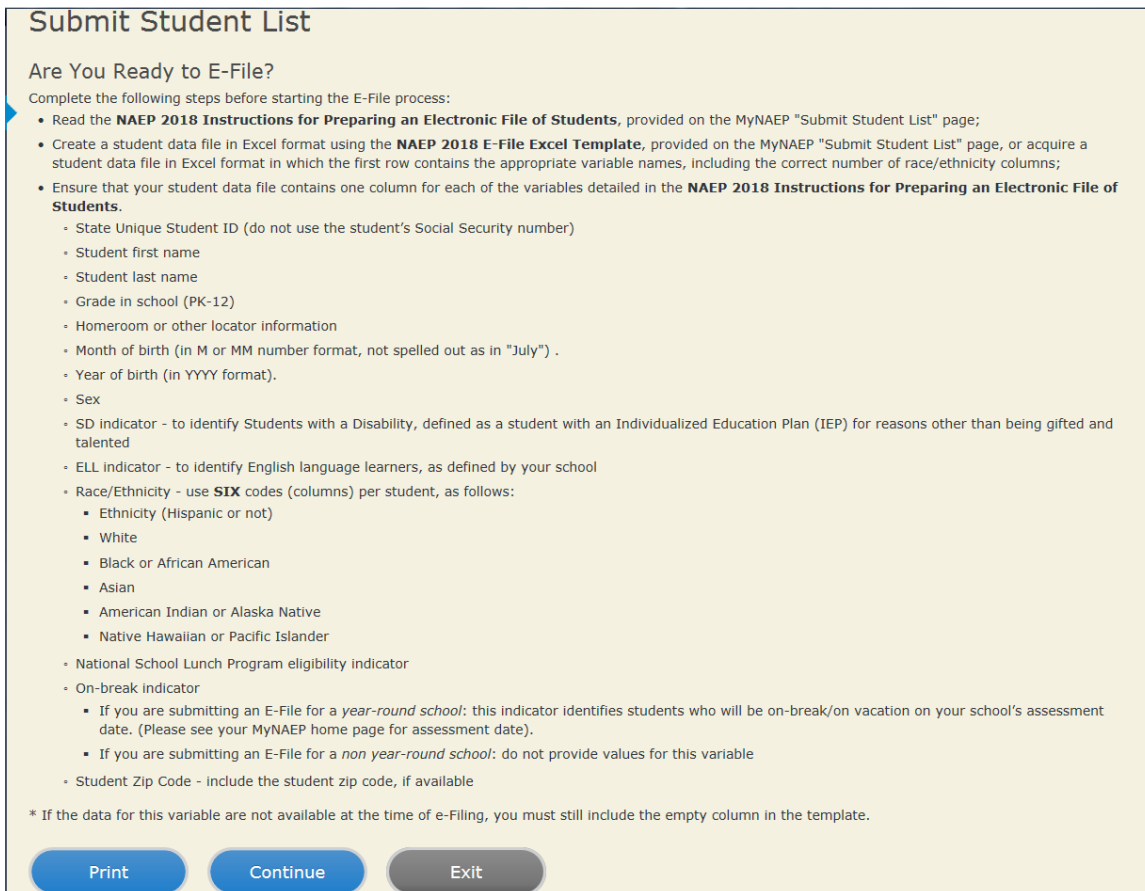 Submit Student List
Are You Ready to E-File?
Complete the following steps before starting the E-File process:
• Read the NAEP 2018 Instructions for Preparing an Electronic File of Students, provided on the MyNAEP "Submit Student List" page;
• Create a student data file in Excel format using the NAEP 2018 E-File Excel Template, provided on the MyNAEP "Submit Student List" page, or acquire a
student data file in Excel format in which the first row contains the appropriate variable names, including the correct number of race/ethnicity columns;
• Ensure that your student data file contains one column for each of the variables detailed in the NAEP 2018 Instructions for Preparing an Electronic File of
Students.
◦ State Unique Student ID (do not use the student's Social Security number)
◦ Student first name
◦ Student last name
◦ Grade in school (PK-12)
◦ Homeroom or other locator information
◦ Month of birth (in M or MM number format, not spelled out as in "July") .
◦ Year of birth (in YYYY format).
◦ Sex
◦ SD indicator - to identify Students with a Disability, defined as a student with an Individualized Education Plan (IEP) for reasons other than being gifted and
talented
◦ ELL indicator - to identify English language learners, as defined by your school
◦ Race/Ethnicity - use SIX codes (columns) per student, as follows:
▪ Ethnicity (Hispanic or not)
▪ White
▪ Black or African American
▪ Asian
▪ American Indian or Alaska Native
▪ Native Hawaiian or Pacific Islander
◦ National School Lunch Program eligibility indicator
◦ On-break indicator
▪ If you are submitting an E-File for a year-round school: this indicator identifies students who will be on-break/on vacation on your school's assessment
date. (Please see your MyNAEP home page for assessment date).
▪ If you are submitting an E-File for a non year-round school: do not provide values for this variable
◦ Student Zip Code - include the student zip code, if available
* If the data for this variable are not available at the time of e-Filing, you must still include the empty column in the template.
Print Continue Exit